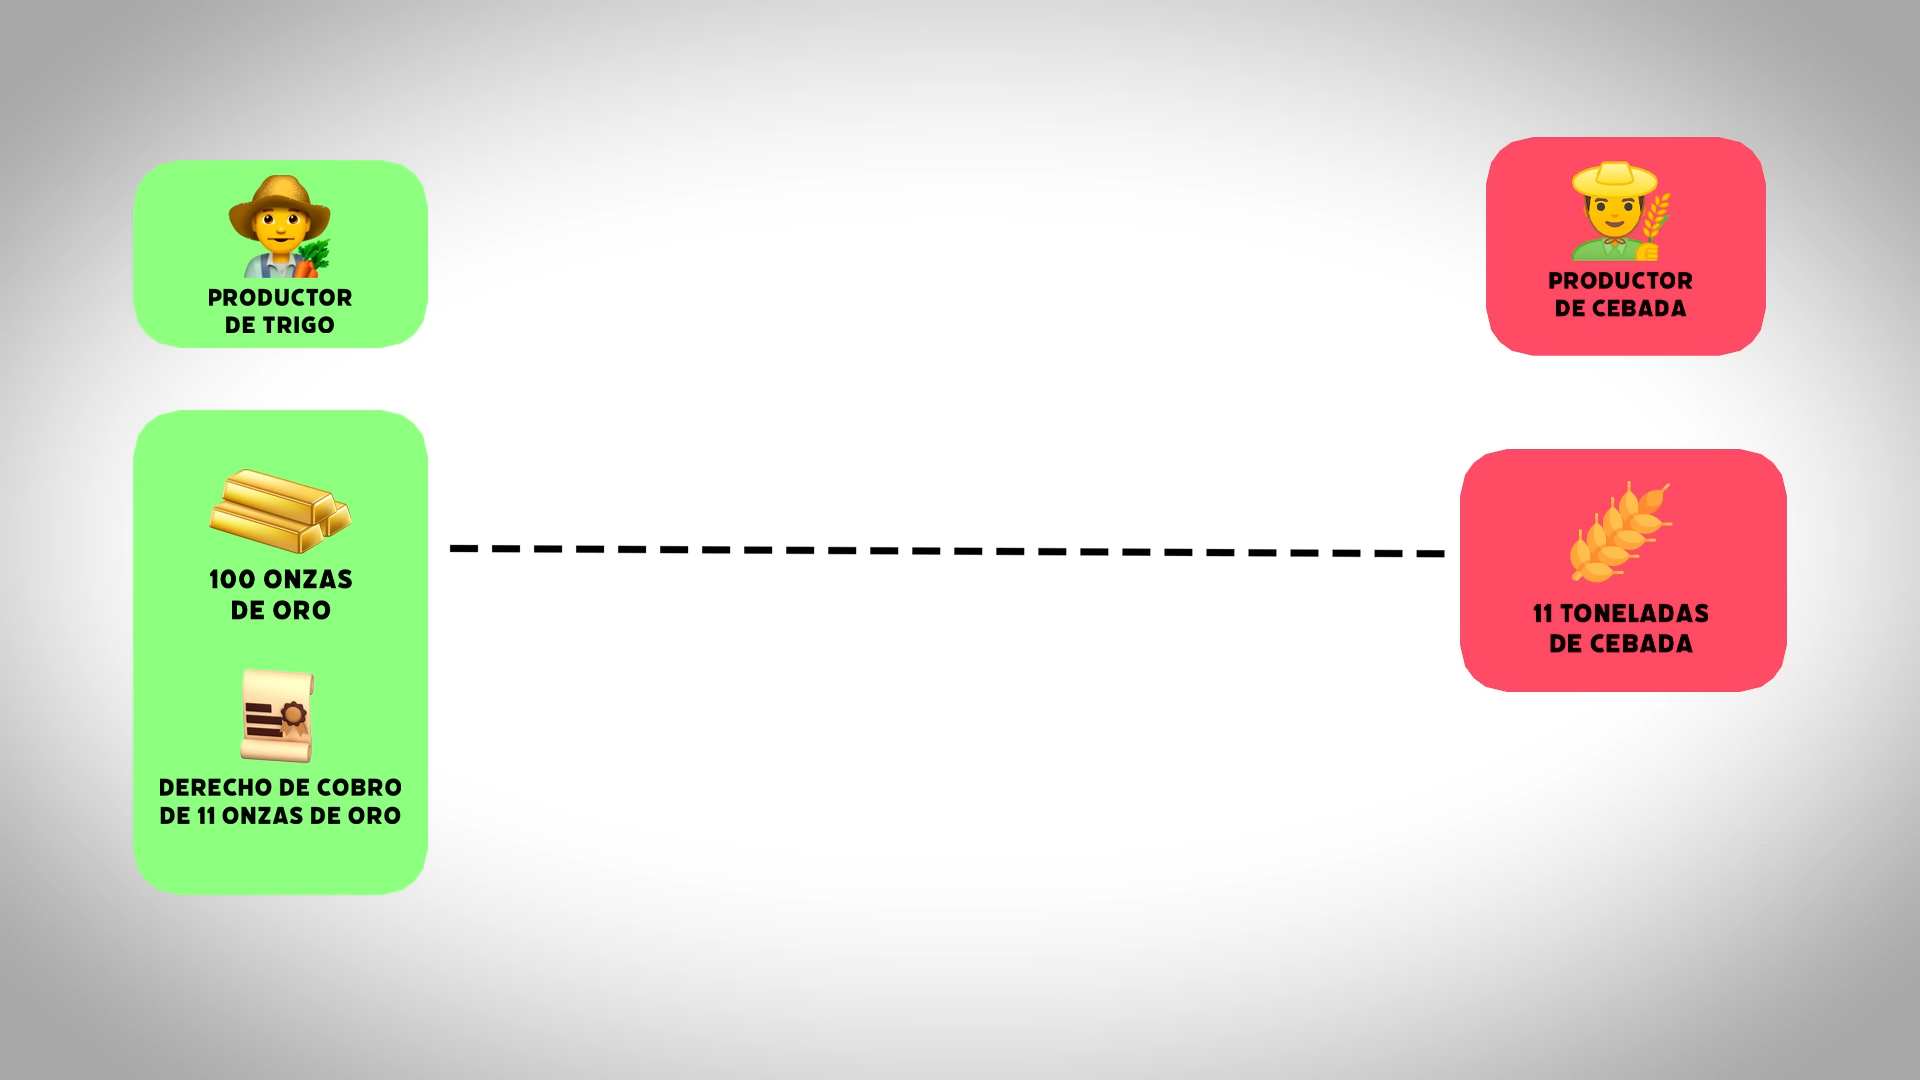 PRODUCTOR
DE TRIGO
100 ONZAS
DE ORO
DERECHO DE COBRO
DE 11 ONZAS DE ORO
PRODUCTOR
DE CEBADA
11 TONELADAS
DE CEBADA